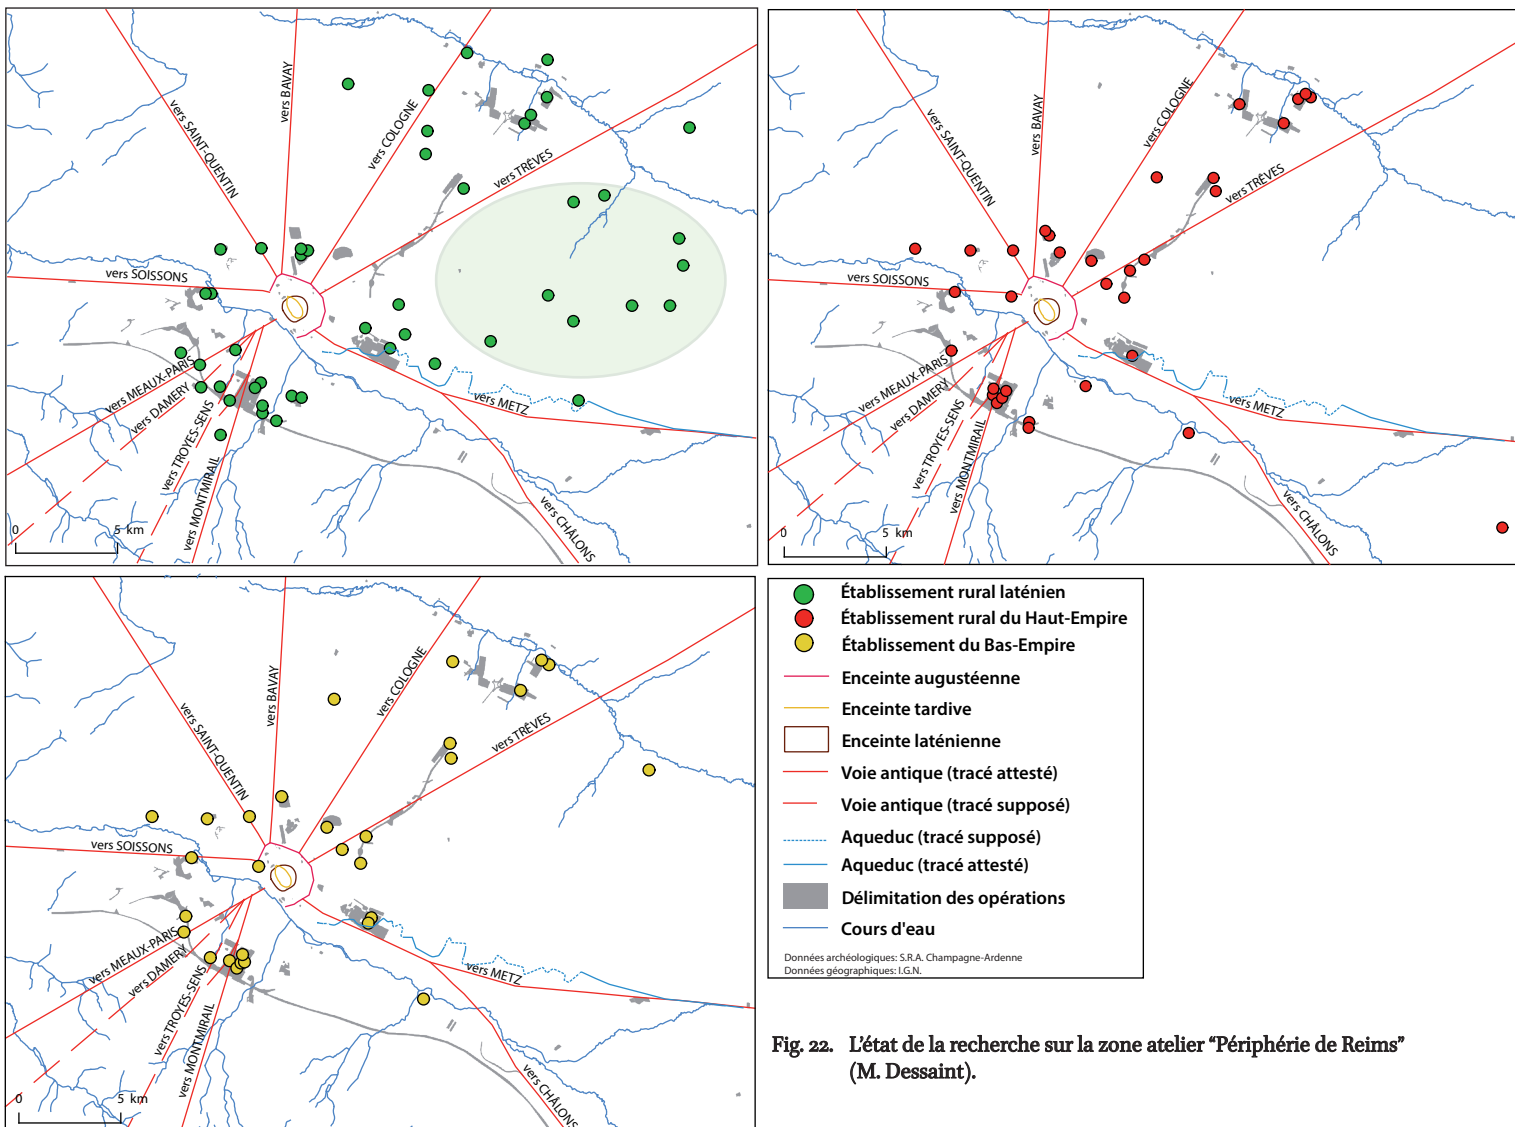 vers SAINT-QUENTIN
vers BAVAY
vers COLOGNE
vers TRÊVES
vers SOISSONS
vers MEAUX-PARIS
vers DAMERY
vers TROYES-SENS
vers MONTMIRAIL
vers METZ
vers CHÂLONS
0 5 km
vers SAINT-QUENTIN
vers BAVAY
vers COLOGNE
vers TRÊVES
vers SOISSONS
vers MEAUX-PARIS
vers DAMERY
vers TROYES-SENS
vers MONTMIRAIL
vers METZ
vers CHÂLONS
0 5 km
vers SAINT-QUENTIN
vers BAVAY
vers COLOGNE
vers TRÊVES
vers SOISSONS
vers MEAUX-PARIS
vers DAMERY
vers TROYES-SENS
vers MONTMIRAIL
vers METZ
vers CHÂLONS
0 5 km
Établissement rural laténien
Établissement rural du Haut-Empire
Établissement du Bas-Empire
Enceinte augustéenne
Enceinte tardive
Enceinte laténienne
Voie antique (tracé attesté)
Voie antique (tracé supposé)
Aqueduc (tracé supposé)
Aqueduc (tracé attesté)
Délimitation des opérations
Cours d'eau
Données archéologiques: S.R.A. Champagne-Ardenne
Données géographiques: I.G.N.
Fig. 22. L'état de la recherche sur la zone atelier “Périphérie de Reims”
(M. Dessaint).